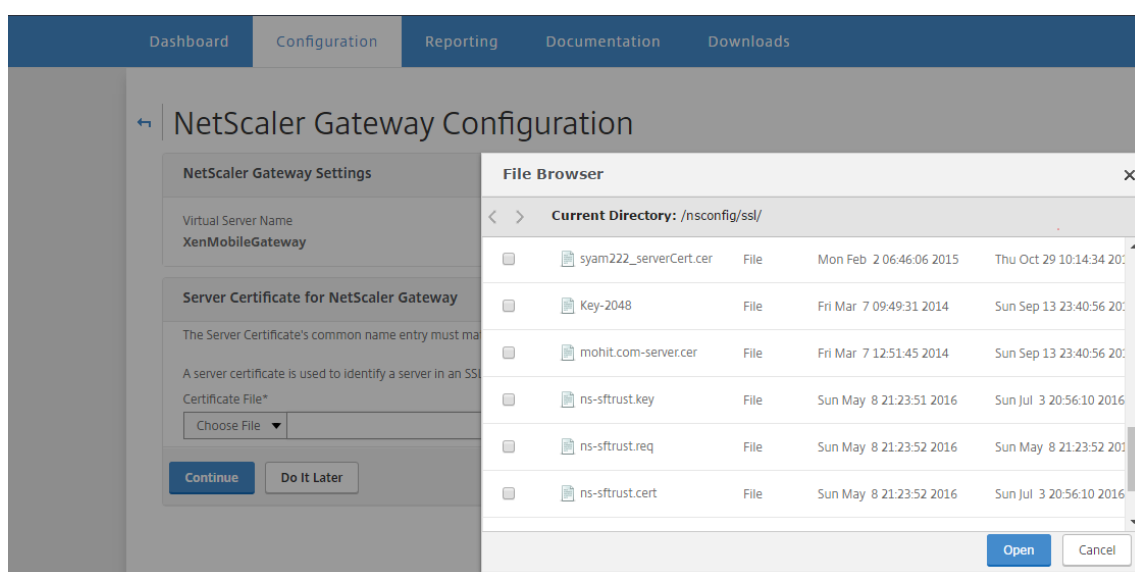 Dashboard Configuration Reporting Documentation Downloads
NetScaler Gateway Configuration
NetScaler Gateway Settings
Virtual Server Name
XenMobileGateway
Server Certificate for NetScaler Gateway
The Server Certificate's common name entry must ma
A server certificate is used to identify a server in an SSL
Certificate File*
Choose File
Continue Do It Later
File Browser
Current Directory: /nsconfig/ssl/
syam222_serverCert.cer File Mon Feb 2 06:46:06 2015 Thu Oct 29 10:14:34 201
Key-2048 File Fri Mar 7 09:49:31 2014 Sun Sep 13 23:40:56 201
mohit.com-server.cer File Fri Mar 7 12:51:45 2014 Sun Sep 13 23:40:56 201
ns-sftrust.key File Sun May 8 21:23:51 2016 Sun Jul 3 20:56:10 2016
ns-sftrust.req File Sun May 8 21:23:52 2016 Sun May 8 21:23:52 201
ns-sftrust.cert File Sun May 8 21:23:52 2016 Sun Jul 3 20:56:10 2016
Open Cancel